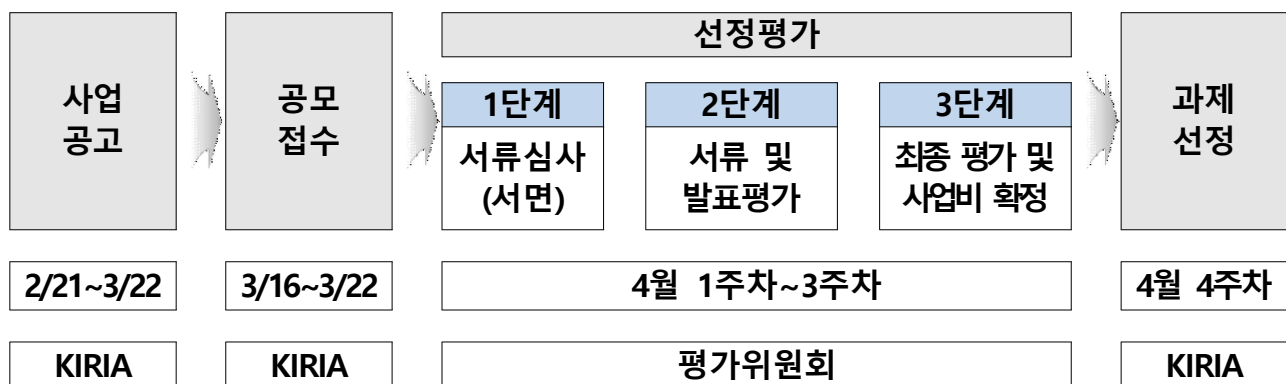 선정평가
사업
공고
공모
접수
1단계
서류심사
(서면)
2단계
서류 및
발표평가
3단계
최종 평가 및
사업비 확정
과제
선정
2/21~3/22
3/16~3/22
4월 1주차~3주차
4월 4주차
KIRIA
KIRIA
평가위원회
KIRIA